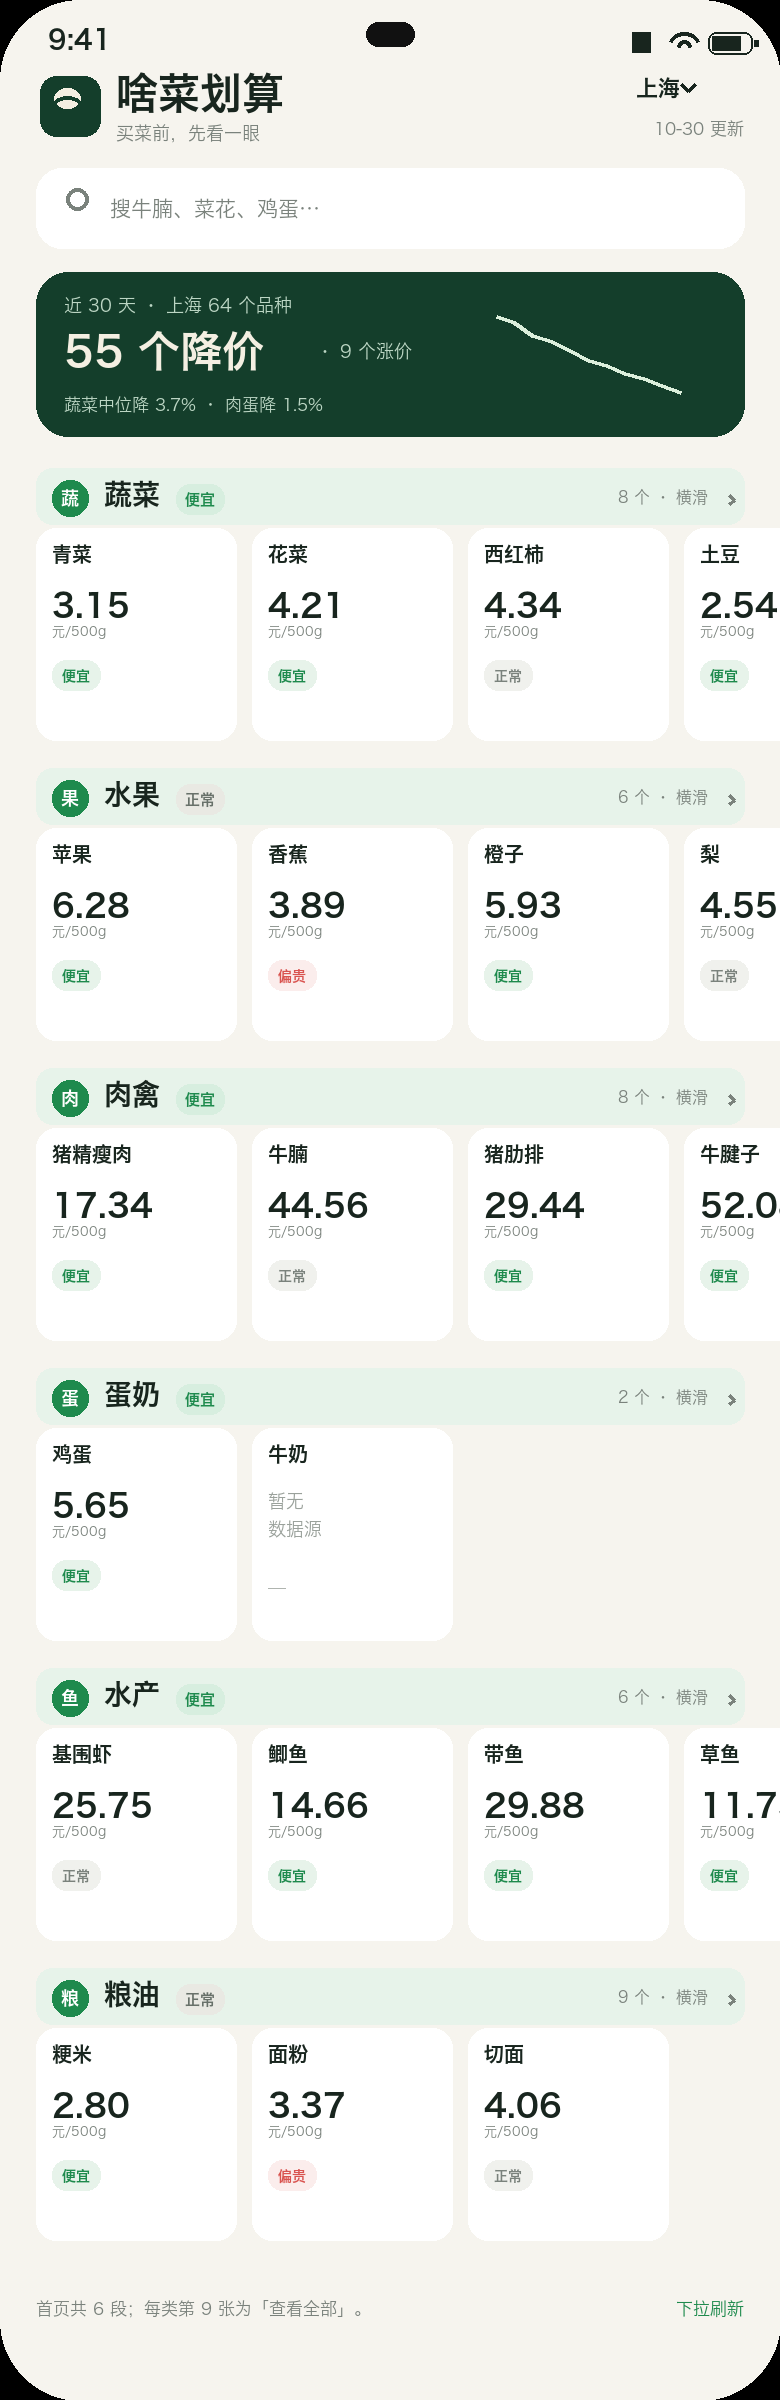 9:41
啥菜划算
上海
买菜前，先看一眼
10-30 更新
搜牛腩、菜花、鸡蛋…
近 30 天 · 上海 64 个品种
55 个降价 · 9 个涨价
蔬菜中位降 3.7% · 肉蛋降 1.5%
蔬 蔬菜 便宜 8 个 · 横滑 ›
青菜 花菜 西红柿 土豆
3.15 4.21 4.34 2.54
元/500g 元/500g 元/500g 元/500g
便宜 便宜 正常 便宜
果 水果 正常 6 个 · 横滑 ›
苹果 香蕉 橙子 梨
6.28 3.89 5.93 4.55
元/500g 元/500g 元/500g 元/500g
便宜 偏贵 便宜 正常
肉 肉禽 便宜 8 个 · 横滑 ›
猪精瘦肉 牛腩 猪肋排 牛腱子
17.34 44.56 29.44 52.0
元/500g 元/500g 元/500g 元/500g
便宜 正常 便宜 便宜
蛋 蛋奶 便宜 2 个 · 横滑 ›
鸡蛋 牛奶
5.65 暂无
元/500g 数据源
便宜 —
鱼 水产 便宜 6 个 · 横滑 ›
基围虾 鲫鱼 带鱼 草鱼
25.75 14.66 29.88 11.7
元/500g 元/500g 元/500g 元/500g
正常 便宜 便宜 便宜
粮 粮油 正常 9 个 · 横滑 ›
粳米 面粉 切面
2.80 3.37 4.06
元/500g 元/500g 元/500g
便宜 偏贵 正常
首页共 6 段；每类第 9 张为「查看全部」。 下拉刷新